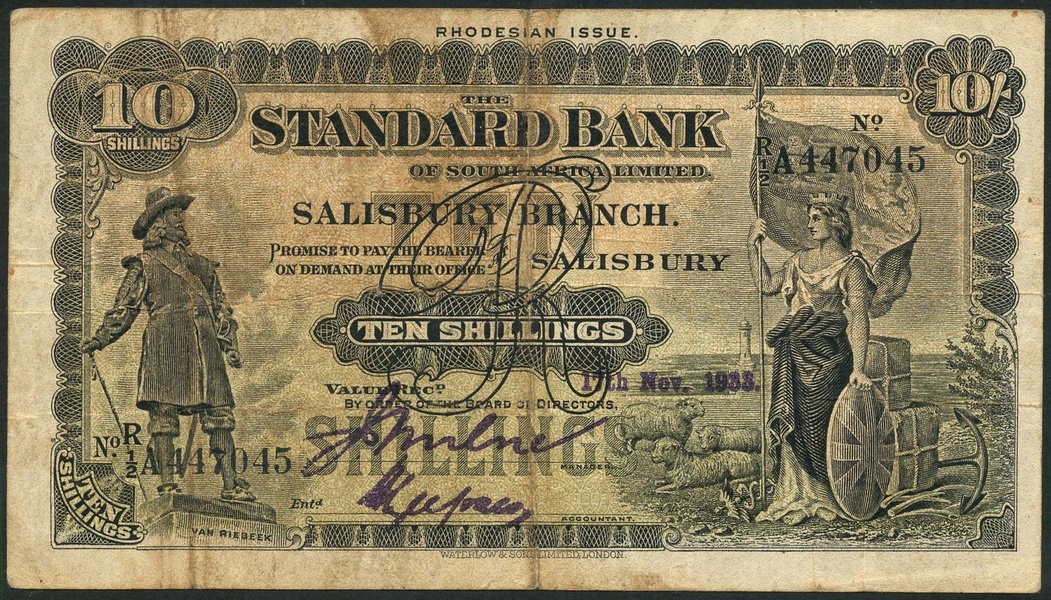 RHODESIAN ISSUE.
10
SHILLINGS
10/-
THE
STANDARD BANK
OF SOUTH AFRICA LIMITED.
Nº
R
1/2 A447045
SALISBURY BRANCH.
PROMISE TO PAY THE BEARER
ON DEMAND AT THEIR OFFICE
SALISBURY
TEN
TEN SHILLINGS
VALUE RECD
17th Nov. 1933.
BY ORDER OF THE BOARD OF DIRECTORS,
SHILLINGS
Nº R
1/2 A447045
MANAGER.
Entd
ACCOUNTANT.
TEN
SHILLINGS
VAN RIEBEEK
WATERLOW & SONS LIMITED, LONDON.